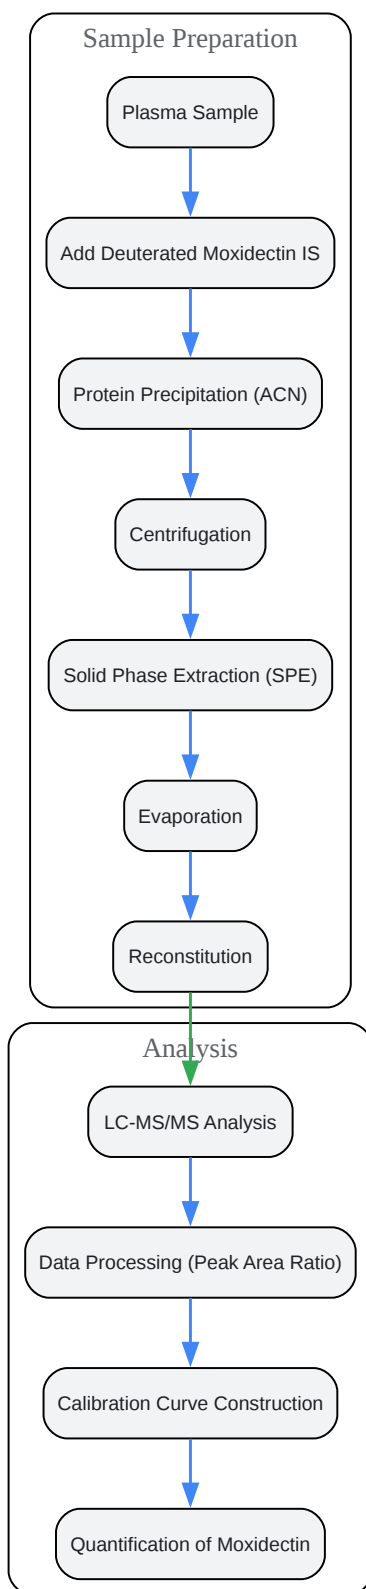 Sample Preparation
Plasma Sample
Add Deuterated Moxidectin IS
Protein Precipitation (ACN)
Centrifugation
Solid Phase Extraction (SPE)
Evaporation
Reconstitution
Analysis
LC-MS/MS Analysis
Data Processing (Peak Area Ratio)
Calibration Curve Construction
Quantification of Moxidectin